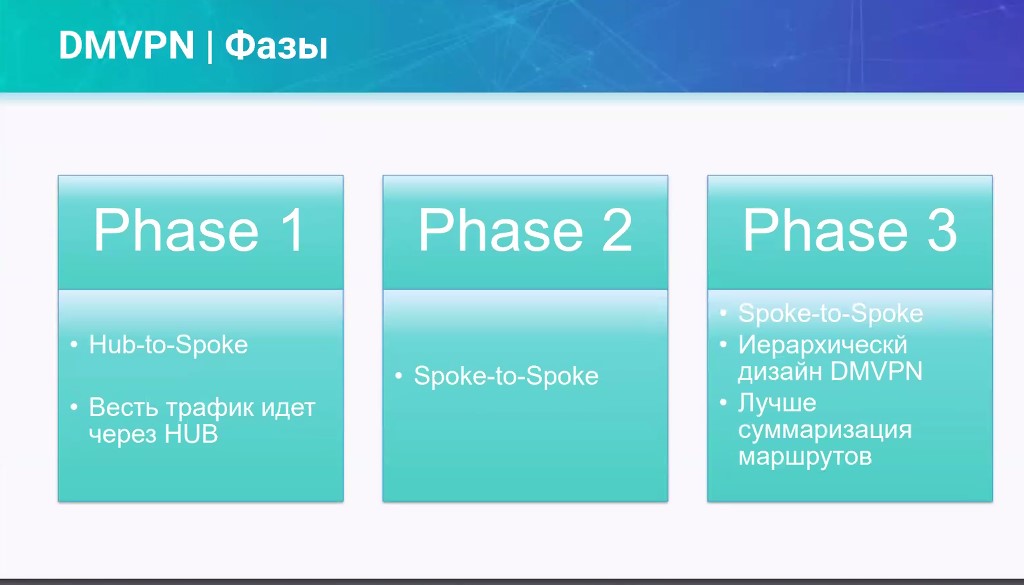 DMVPN | Фазы
Phase 1
• Hub-to-Spoke
• Весть трафик идет
через HUB
Phase 2
• Spoke-to-Spoke
Phase 3
• Spoke-to-Spoke
• Иерархическй
дизайн DMVPN
• Лучше
суммаризация
маршрутов